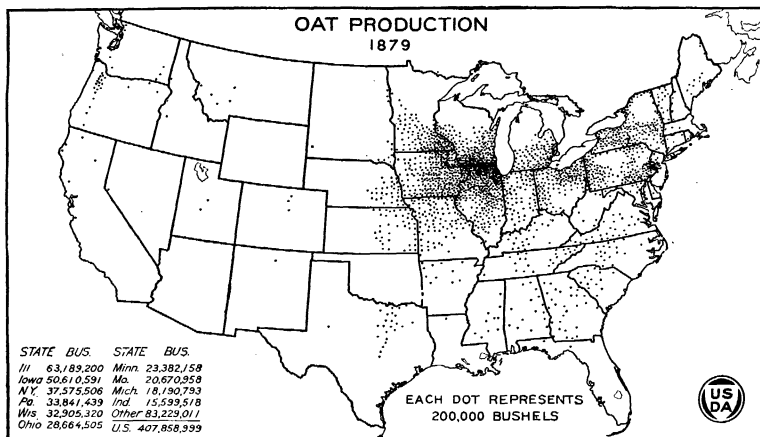 OAT PRODUCTION
1879
STATE BUS. STATE BUS.
Ill 63,189,200 Minn. 23,382,158
Iowa 50,610,591 Mo. 20,670,958
N.Y. 37,575,506 Mich. 18,190,793
Pa. 33,841,439 Ind. 15,599,518
Wis. 32,905,320 Other 83,229,011
Ohio 28,664,505 U.S. 407,858,999
EACH DOT REPRESENTS
200,000 BUSHELS
US
DA